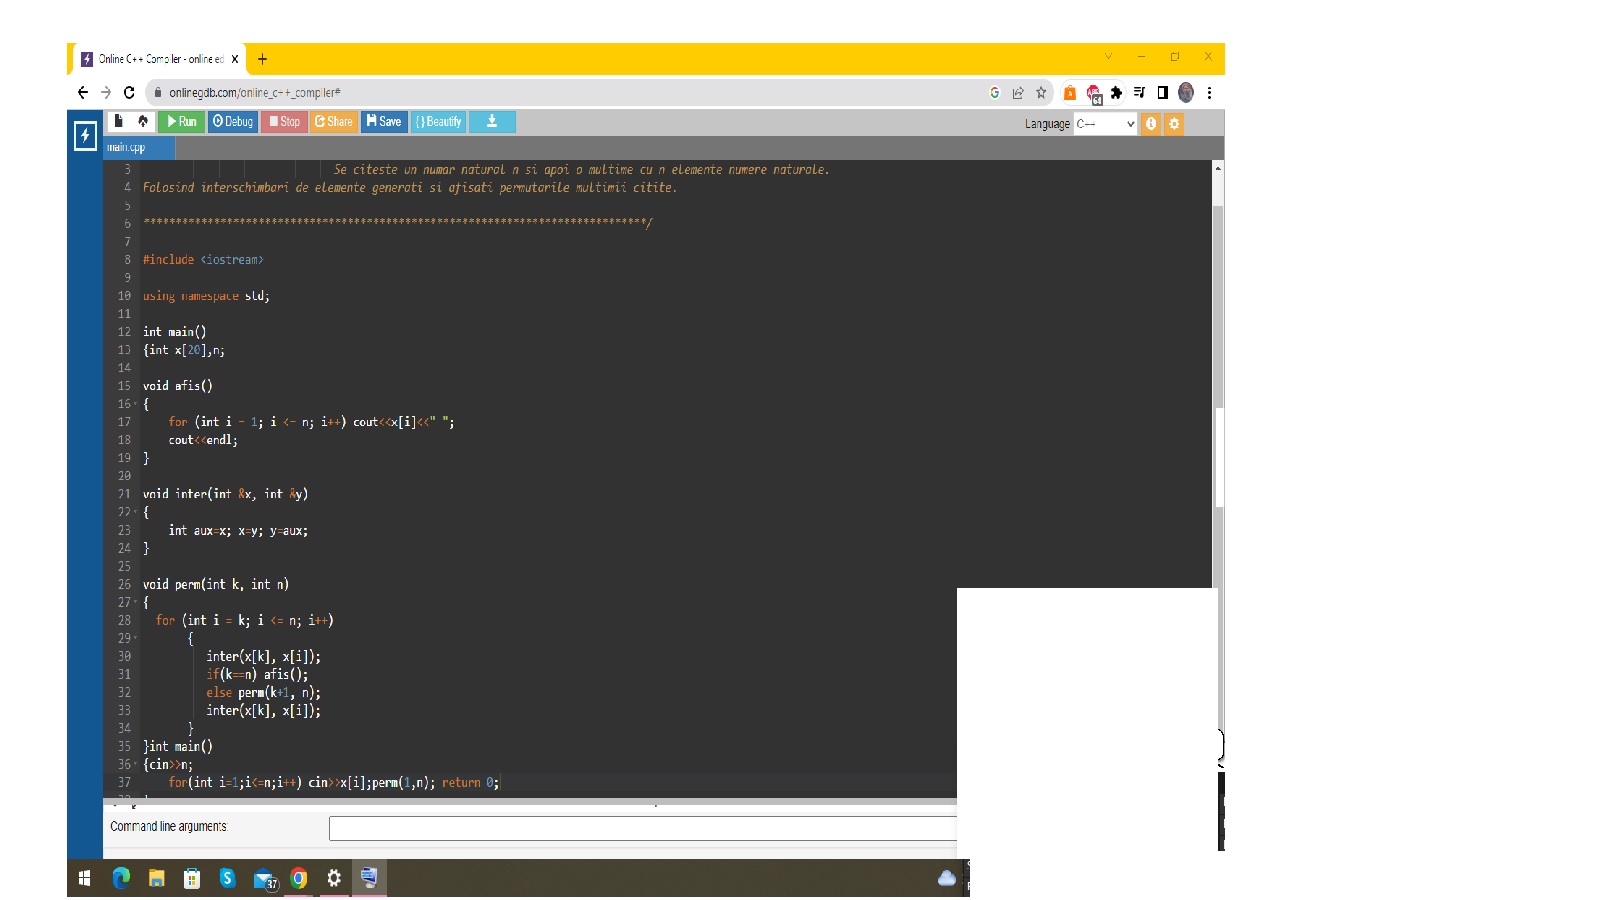 Online C++ Compiler - online ed X +
onlinegdb.com/online_c++_compiler#
Run Debug Stop Share Save { } Beautify
Language C++
main.cpp
3 Se citeste un numar natural n si apoi o multime cu n elemente numere naturale.
4 Folosind interschimbari de elemente generati si afisati permutarile multimii citite.
5
6 *******************************************************************************/
7
8 #include <iostream>
9
10 using namespace std;
11
12 int main()
13 {int x[20],n;
14
15 void afis()
16 {
17 for (int i = 1; i <= n; i++) cout<<x[i]<<" ";
18 cout<<endl;
19 }
20
21 void inter(int &x, int &y)
22 {
23 int aux=x; x=y; y=aux;
24 }
25
26 void perm(int k, int n)
27 {
28 for (int i = k; i <= n; i++)
29 {
30 inter(x[k], x[i]);
31 if(k==n) afis();
32 else perm(k+1, n);
33 inter(x[k], x[i]);
34 }
35 }int main()
36 {cin>>n;
37 for(int i=1;i<=n;i++) cin>>x[i];perm(1,n); return 0;
Command line arguments:
37